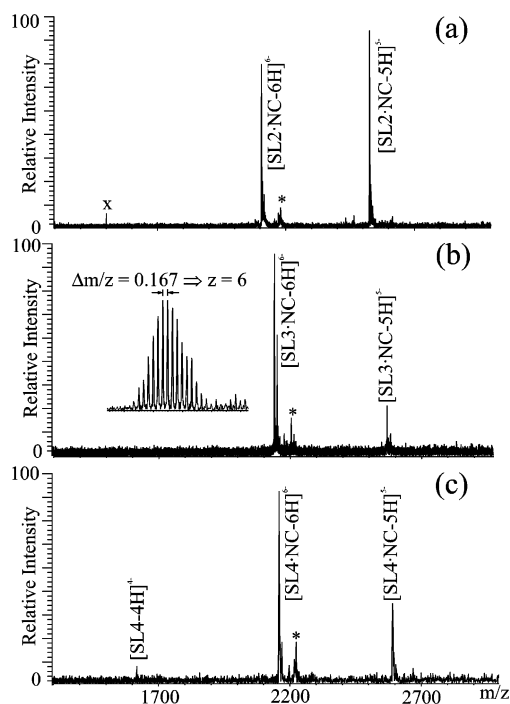 100
(a)
Relative Intensity
[SL2·NC-6H]⁶⁻
[SL2·NC-5H]⁵⁻
x
*
0
100
(b)
Δm/z = 0.167 ⇒ z = 6
Relative Intensity
[SL3·NC-6H]⁶⁻
[SL3·NC-5H]⁵⁻
*
0
100
(c)
Relative Intensity
[SL4-4H]⁴⁻
[SL4·NC-6H]⁶⁻
[SL4·NC-5H]⁵⁻
*
0
1700 2200 2700
m/z